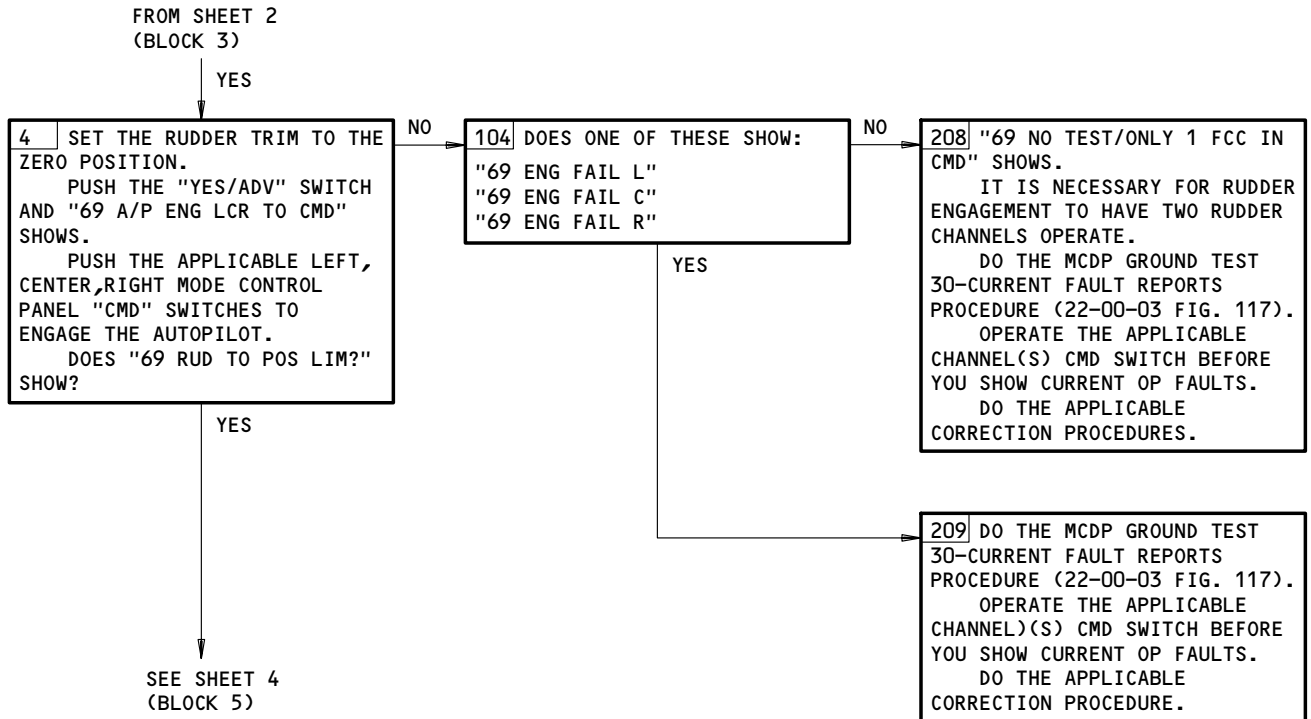 FROM SHEET 2
(BLOCK 3)
YES
4 SET THE RUDDER TRIM TO THE
ZERO POSITION.
PUSH THE "YES/ADV" SWITCH
AND "69 A/P ENG LCR TO CMD"
SHOWS.
PUSH THE APPLICABLE LEFT,
CENTER,RIGHT MODE CONTROL
PANEL "CMD" SWITCHES TO
ENGAGE THE AUTOPILOT.
DOES "69 RUD TO POS LIM?"
SHOW?
NO
104 DOES ONE OF THESE SHOW:
"69 ENG FAIL L"
"69 ENG FAIL C"
"69 ENG FAIL R"
NO
208 "69 NO TEST/ONLY 1 FCC IN
CMD" SHOWS.
IT IS NECESSARY FOR RUDDER
ENGAGEMENT TO HAVE TWO RUDDER
CHANNELS OPERATE.
DO THE MCDP GROUND TEST
30-CURRENT FAULT REPORTS
PROCEDURE (22-00-03 FIG. 117).
OPERATE THE APPLICABLE
CHANNEL(S) CMD SWITCH BEFORE
YOU SHOW CURRENT OP FAULTS.
DO THE APPLICABLE
CORRECTION PROCEDURES.
YES
209 DO THE MCDP GROUND TEST
30-CURRENT FAULT REPORTS
PROCEDURE (22-00-03 FIG. 117).
OPERATE THE APPLICABLE
CHANNEL)(S) CMD SWITCH BEFORE
YOU SHOW CURRENT OP FAULTS.
DO THE APPLICABLE
CORRECTION PROCEDURE.
YES
SEE SHEET 4
(BLOCK 5)